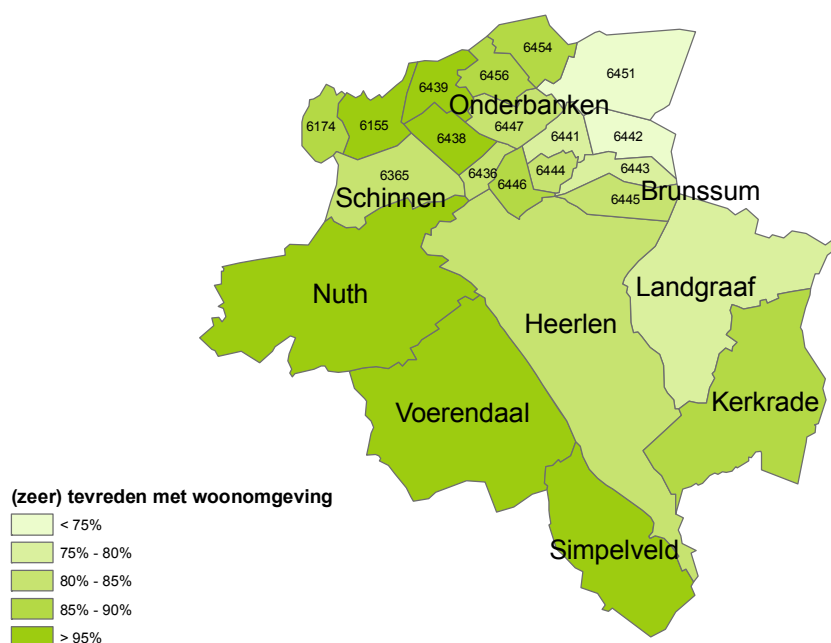 6454
6451
6456
6439
Onderbanken
6174
6155
6447
6438
6441
6442
6365
6436
6444
6443
6446
Schinnen
6445
Brunssum
Nuth
Landgraaf
Heerlen
Kerkrade
Voerendaal
Simpelveld
(zeer) tevreden met woonomgeving
< 75%
75% - 80%
80% - 85%
85% - 90%
> 95%